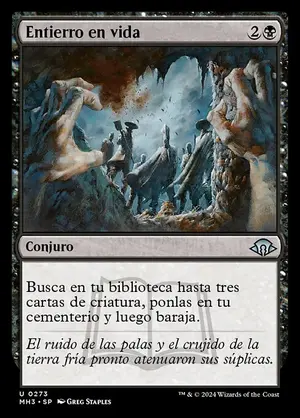 Entierro en vida 2
Conjuro
Busca en tu biblioteca hasta tres
cartas de criatura, ponlas en tu
cementerio y luego baraja.
El ruido de las palas y el crujido de la
tierra fría pronto atenuaron sus súplicas.
U 0273
MH3 • SP Greg Staples
™ & © 2024 Wizards of the Coast